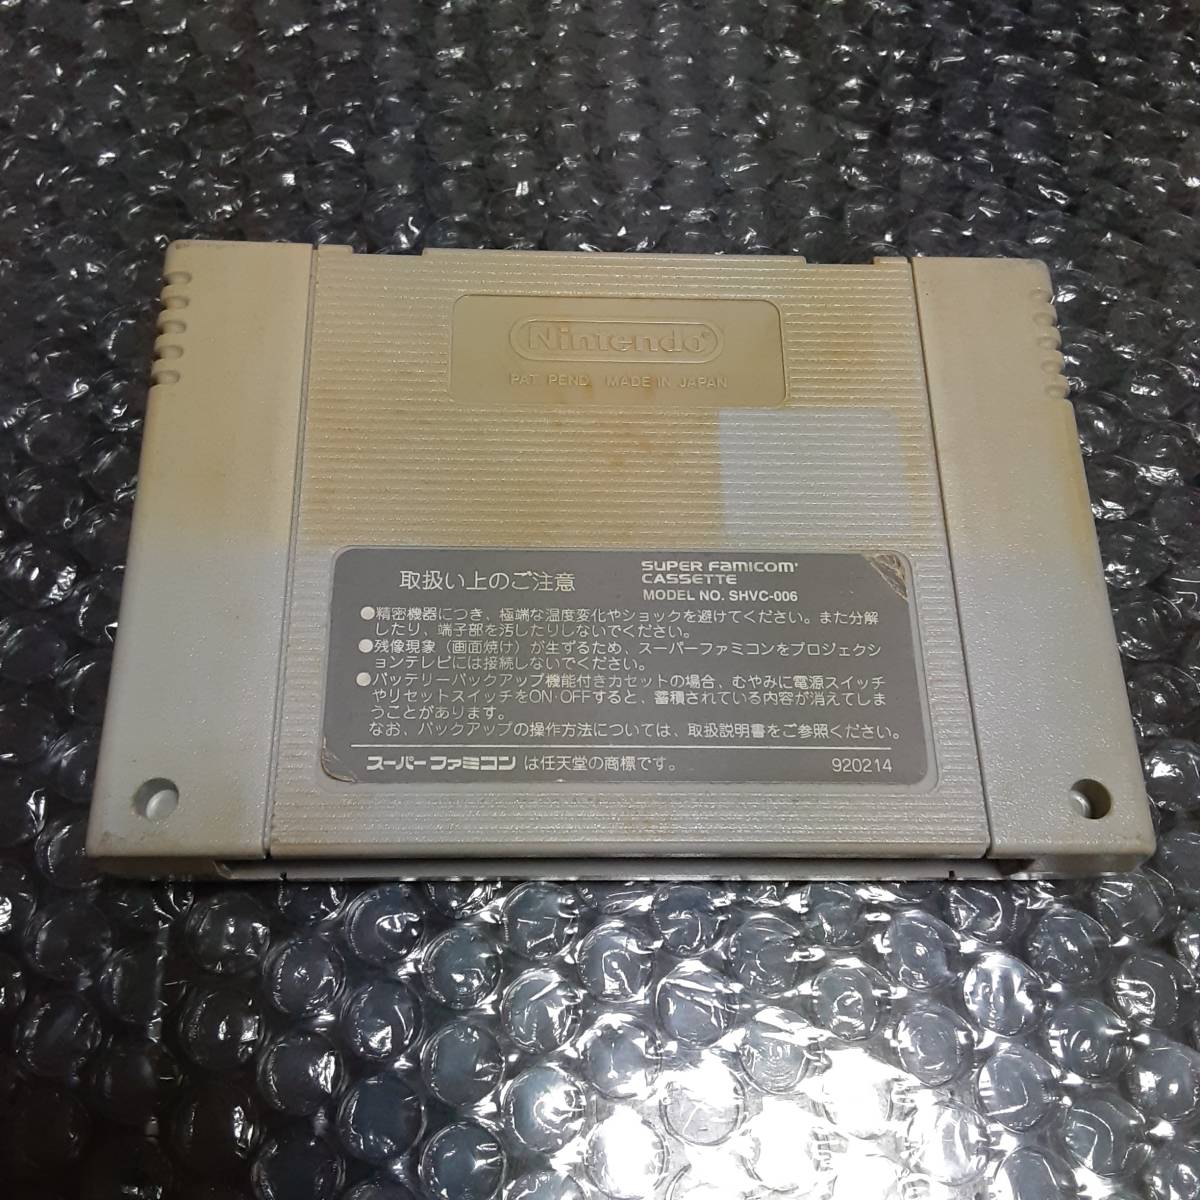 Nintendo
PAT. PEND. MADE IN JAPAN
取扱い上のご注意
SUPER FAMICOM
CASSETTE
MODEL NO. SHVC-006
●精密機器につき、極端な温度変化やショックを避けてください。また分解
したり、端子部を汚したりしないでください。
●残像現象（画面焼け）が生ずるため、スーパーファミコンをプロジェクシ
ョンテレビには接続しないでください。
●バッテリーバックアップ機能付きカセットの場合、むやみに電源スイッチ
やリセットスイッチをON・OFFすると、蓄積されている内容が消えてしま
うことがあります。
なお、バックアップの操作方法については、取扱説明書をご参照ください。
スーパーファミコン は任天堂の商標です。
920214